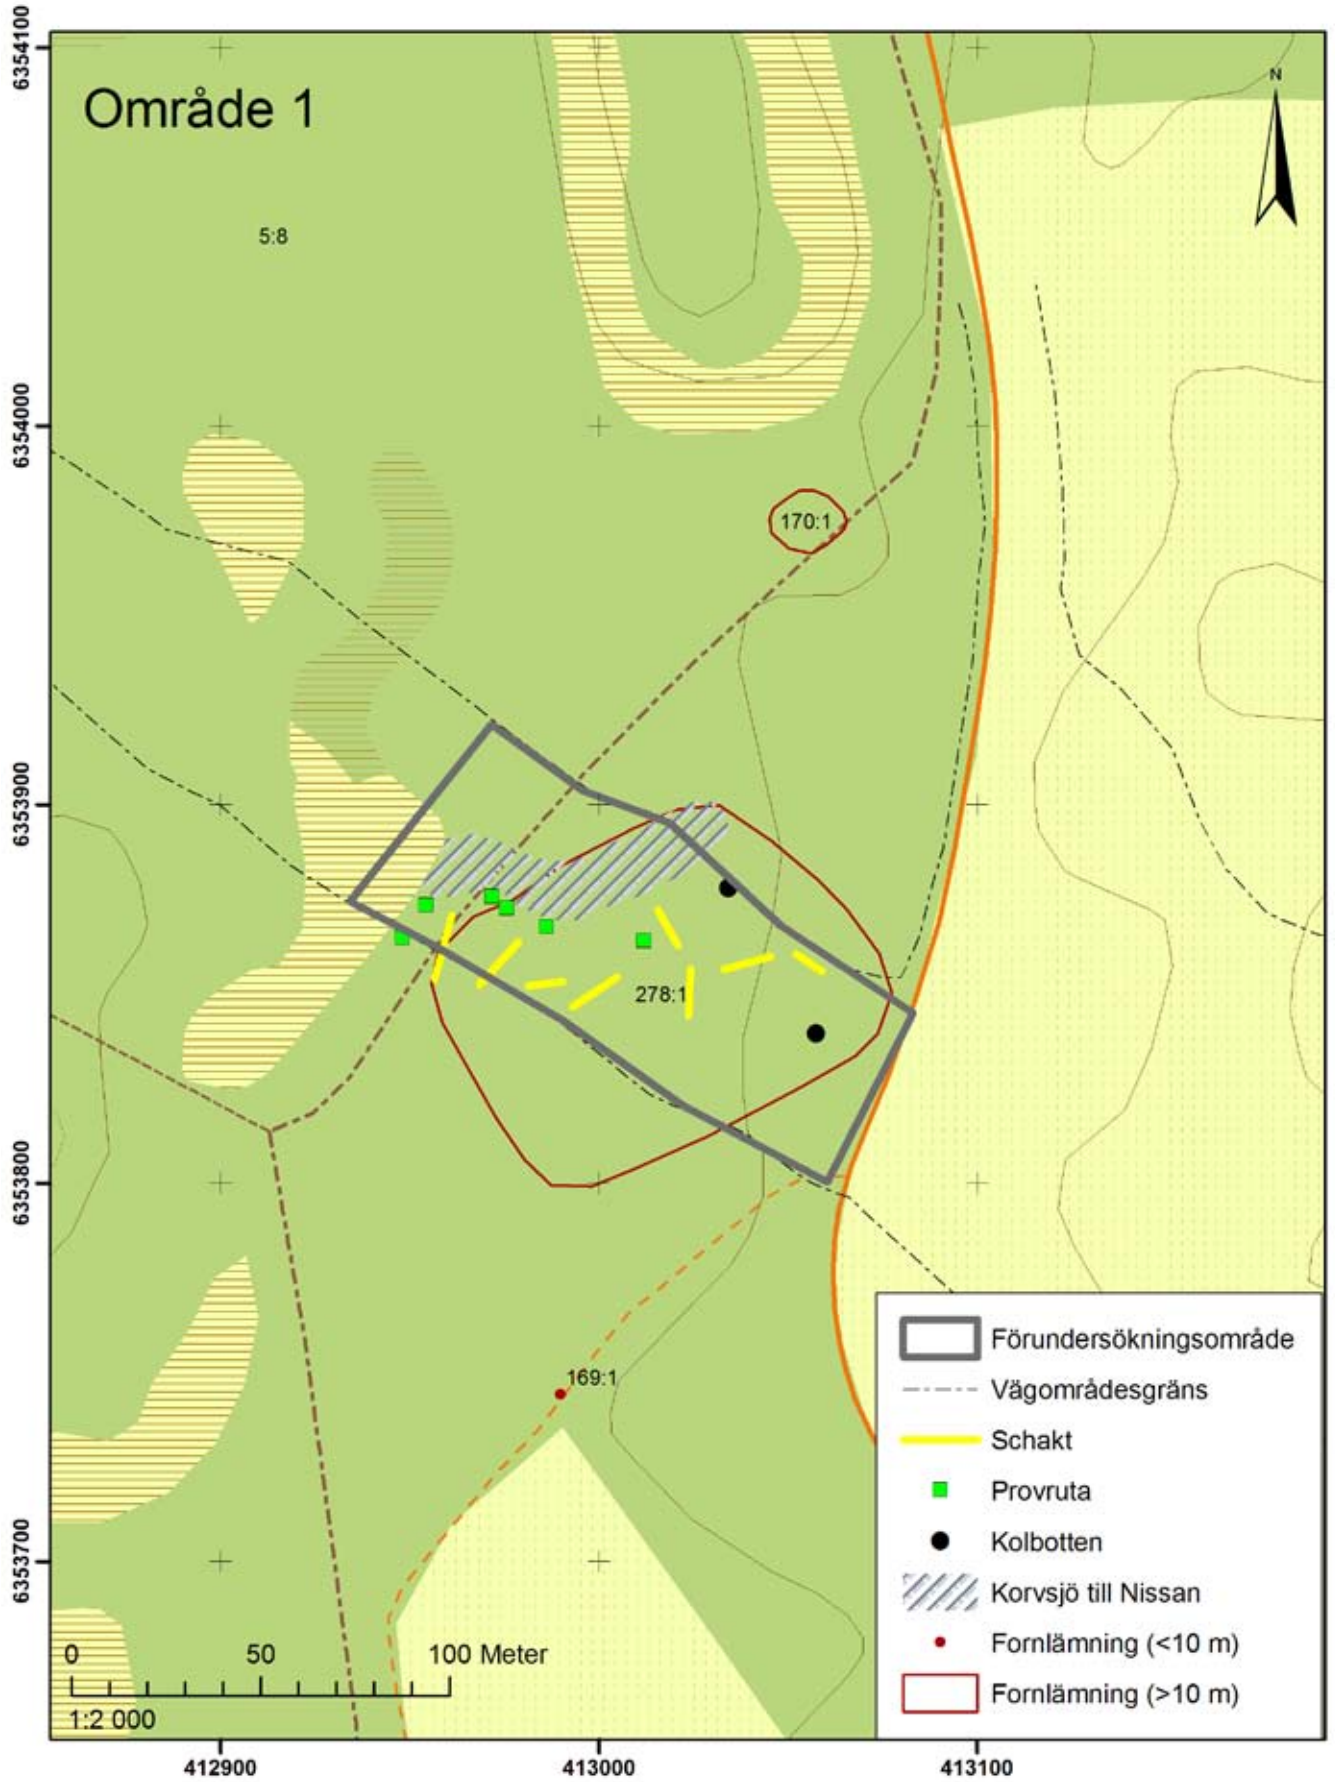 Område 1
N
5:8
170:1
278:1
169:1
6354100
6354000
6353900
6353800
6353700
412900
413000
413100
0 50 100 Meter
1:2 000
Förundersökningsområde
Vägområdesgräns
Schakt
Provruta
Kolbotten
Korvsjö till Nissan
Fornlämning (<10 m)
Fornlämning (>10 m)